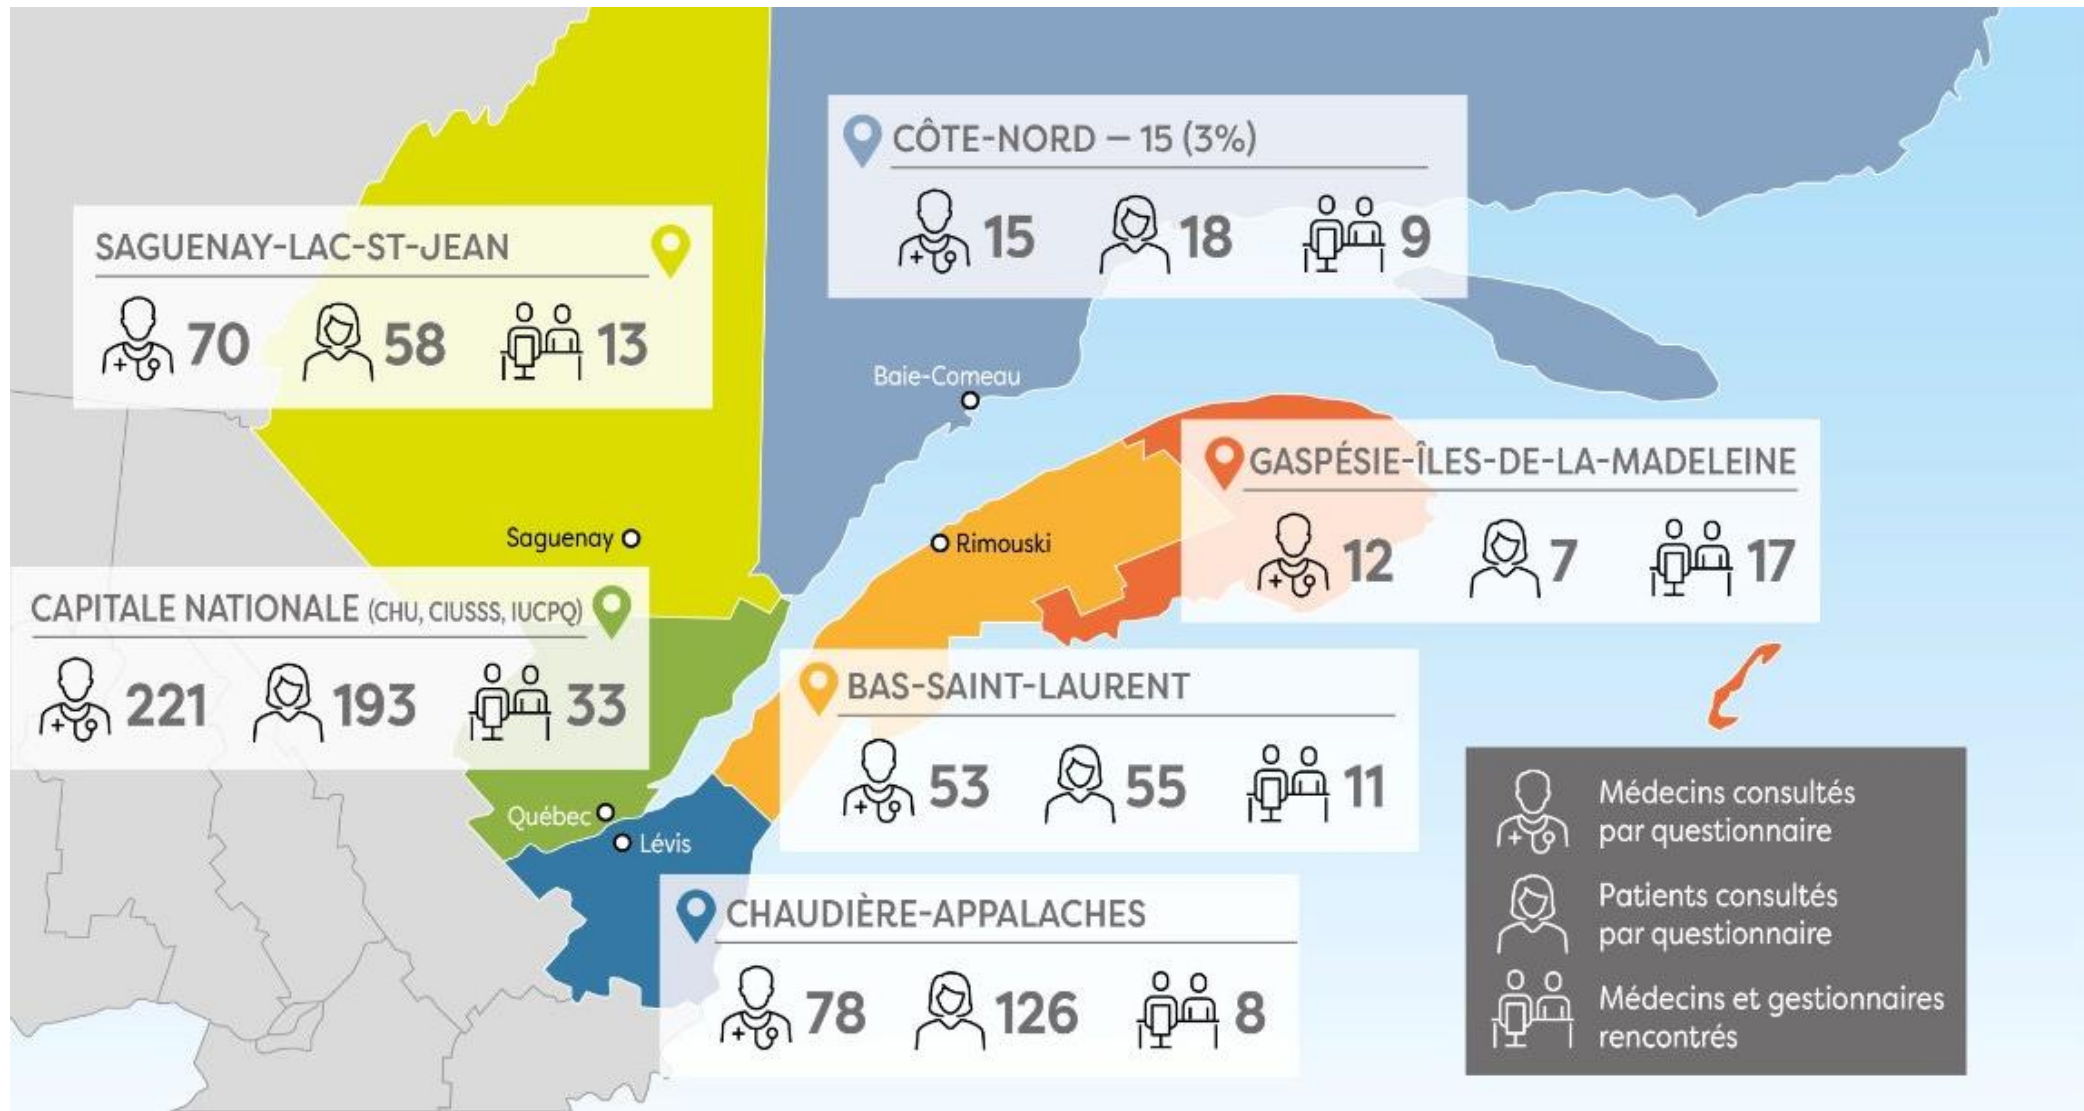 CÔTE-NORD – 15 (3%)
15 18 9
SAGUENAY-LAC-ST-JEAN
70 58 13
Baie-Comeau
GASPÉSIE-ÎLES-DE-LA-MADELEINE
12 7 17
Saguenay
Rimouski
CAPITALE NATIONALE (CHU, CIUSSS, IUCPQ)
221 193 33
BAS-SAINT-LAURENT
53 55 11
Québec
Lévis
CHAUDIÈRE-APPALACHES
78 126 8
Médecins consultés
par questionnaire
Patients consultés
par questionnaire
Médecins et gestionnaires
rencontrés